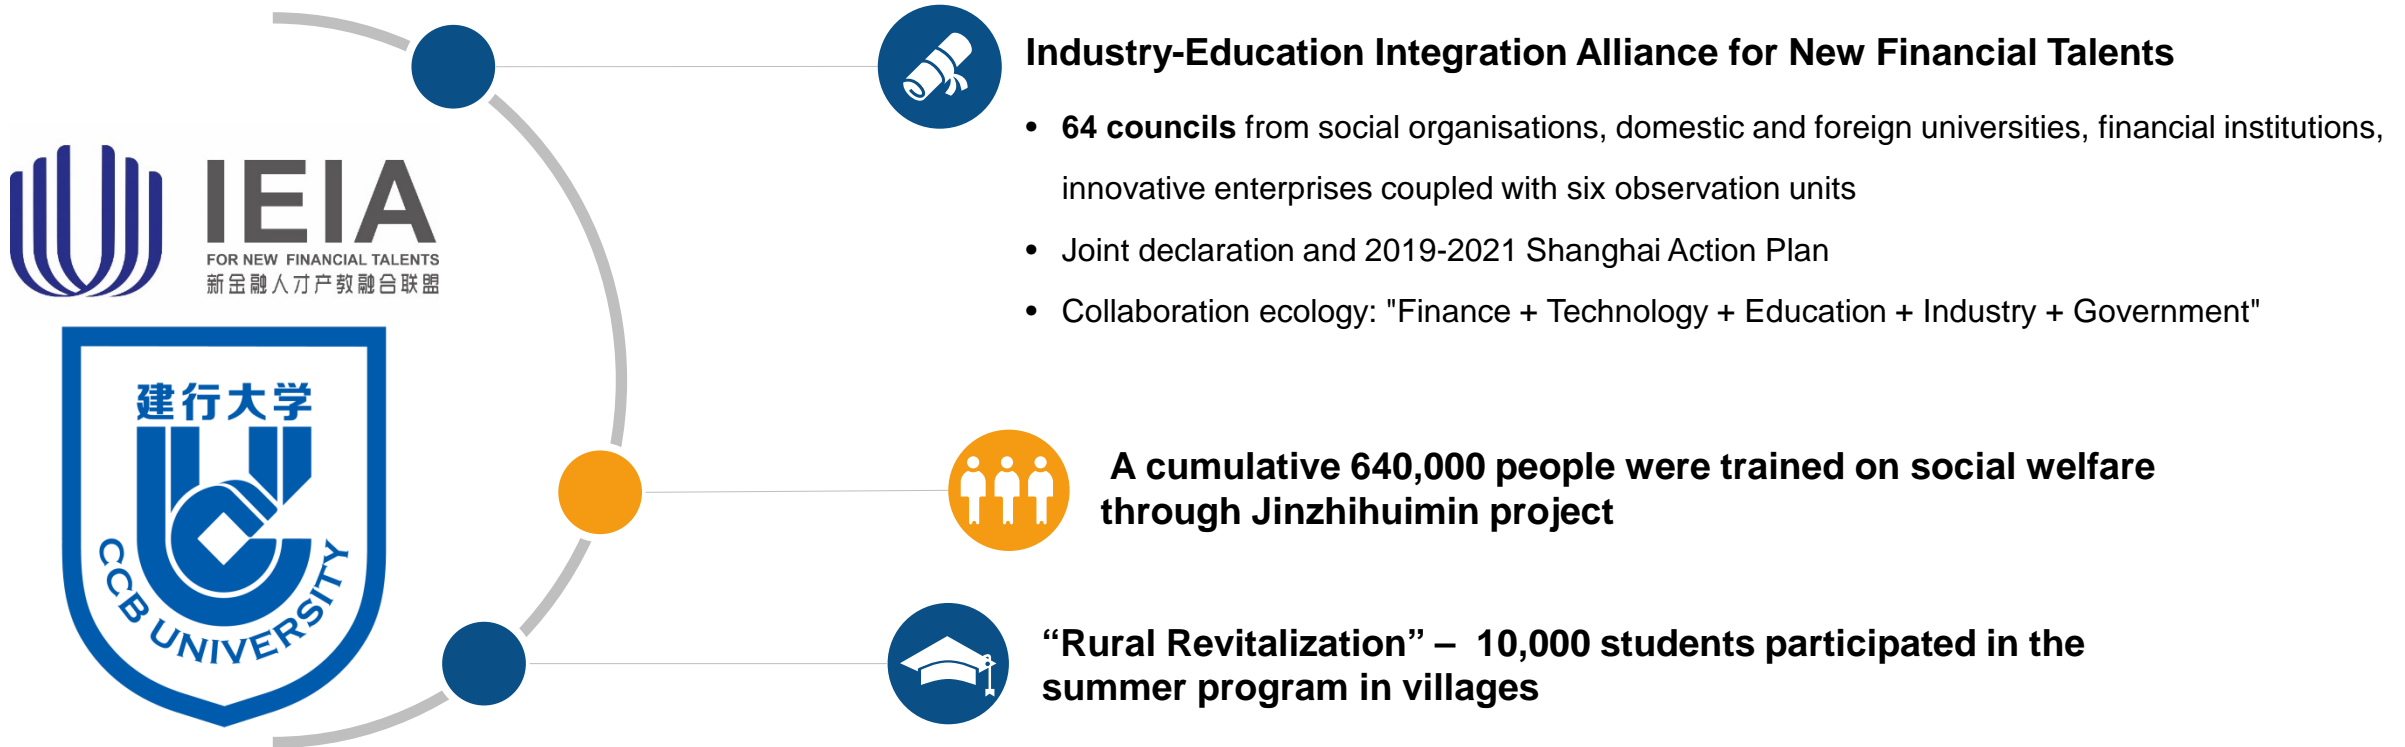 IEIA
FOR NEW FINANCIAL TALENTS
新金融人才产教融合联盟
建行大学
CCB UNIVERSITY
Industry-Education Integration Alliance for New Financial Talents
• 64 councils from social organisations, domestic and foreign universities, financial institutions,
innovative enterprises coupled with six observation units
• Joint declaration and 2019-2021 Shanghai Action Plan
• Collaboration ecology: "Finance + Technology + Education + Industry + Government"
A cumulative 640,000 people were trained on social welfare
through Jinzhihuimin project
“Rural Revitalization” – 10,000 students participated in the
summer program in villages